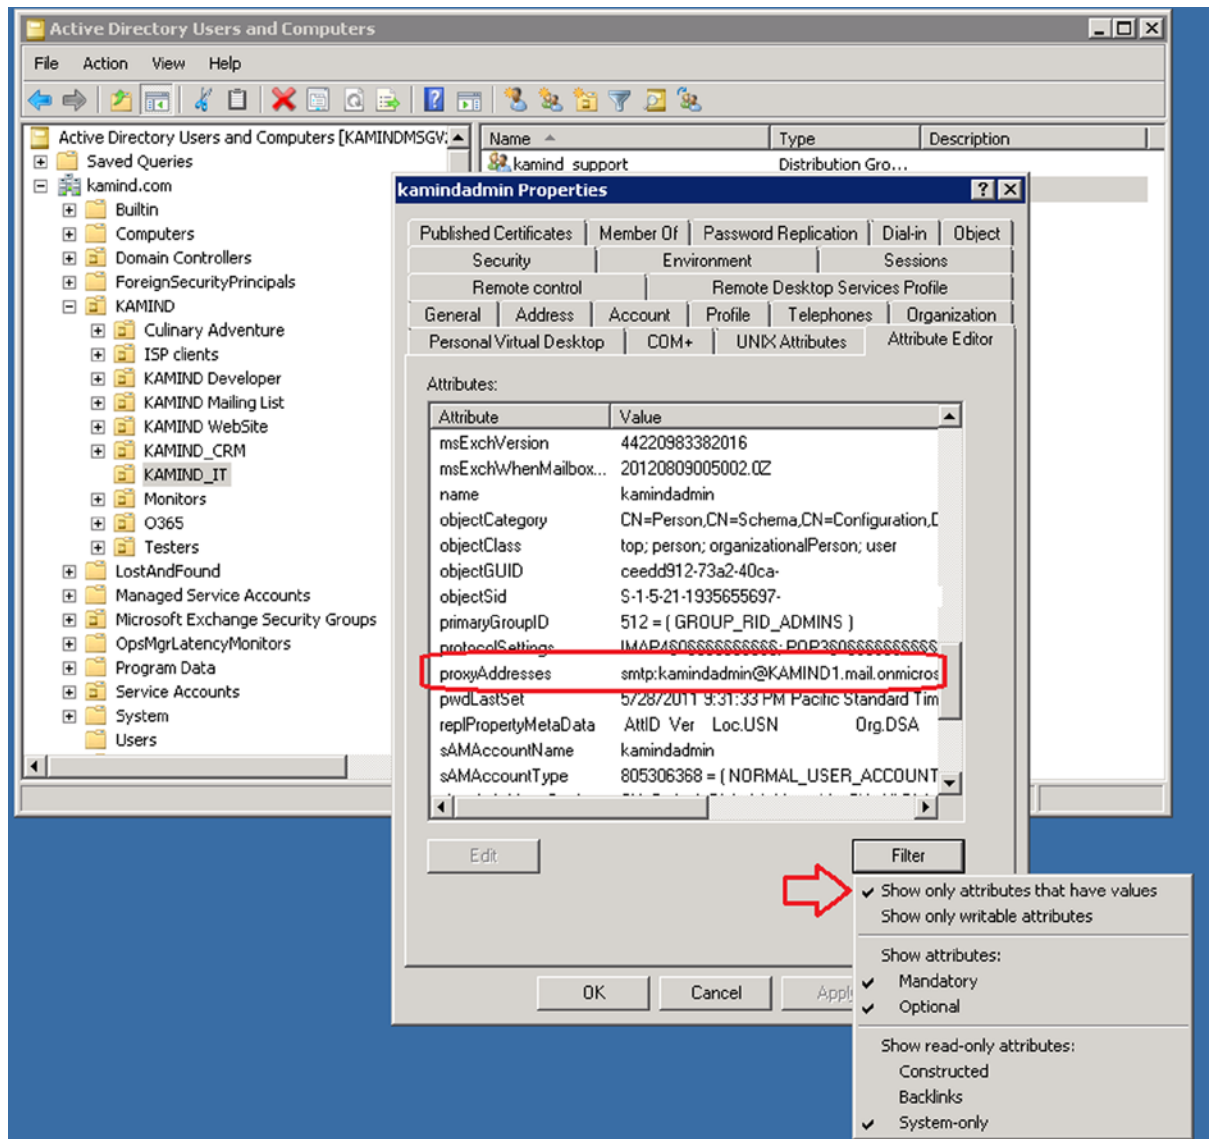 Active Directory Users and Computers
File Action View Help
Active Directory Users and Computers [KAMINDMSGV
Saved Queries
kamind.com
Builtin
Computers
Domain Controllers
ForeignSecurityPrincipals
KAMIND
Culinary Adventure
ISP clients
KAMIND Developer
KAMIND Mailing List
KAMIND WebSite
KAMIND_CRM
KAMIND_IT
Monitors
O365
Testers
LostAndFound
Managed Service Accounts
Microsoft Exchange Security Groups
OpsMgrLatencyMonitors
Program Data
Service Accounts
System
Users
Name Type Description
kamind_support Distribution Gro...
kamindadmin Properties
Published Certificates Member Of Password Replication Dial-in Object
Security Environment Sessions
Remote control Remote Desktop Services Profile
General Address Account Profile Telephones Organization
Personal Virtual Desktop COM+ UNIX Attributes Attribute Editor
Attributes:
Attribute Value
msExchVersion 44220983382016
msExchWhenMailbox... 20120809005002.0Z
name kamindadmin
objectCategory CN=Person,CN=Schema,CN=Configuration,D
objectClass top; person; organizationalPerson; user
objectGUID ceedd912-73a2-40ca-
objectSid S-1-5-21-1935655697-
primaryGroupID 512 = ( GROUP_RID_ADMINS )
protocolSettings IMAP4§0§§§§§§§§§§§; POP3§0§§§§§§§§§§§
proxyAddresses smtp:kamindadmin@KAMIND1.mail.onmicros
pwdLastSet 5/28/2011 9:31:33 PM Pacific Standard Tim
replPropertyMetaData AttID Ver Loc.USN Org.DSA
sAMAccountName kamindadmin
sAMAccountType 805306368 = ( NORMAL_USER_ACCOUNT
Edit Filter
OK Cancel Apply
Show only attributes that have values
Show only writable attributes
Show attributes:
Mandatory
Optional
Show read-only attributes:
Constructed
Backlinks
System-only